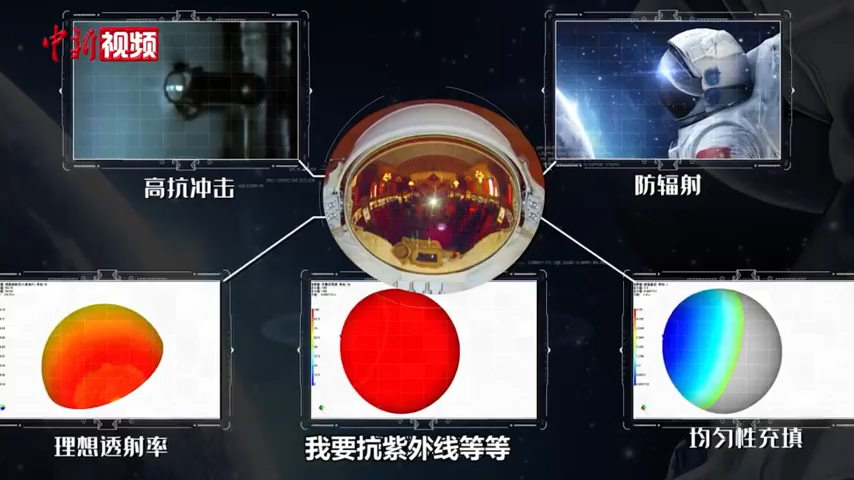 中新视频
高抗冲击
防辐射
理想透射率
我要抗紫外线等等
均匀性充填